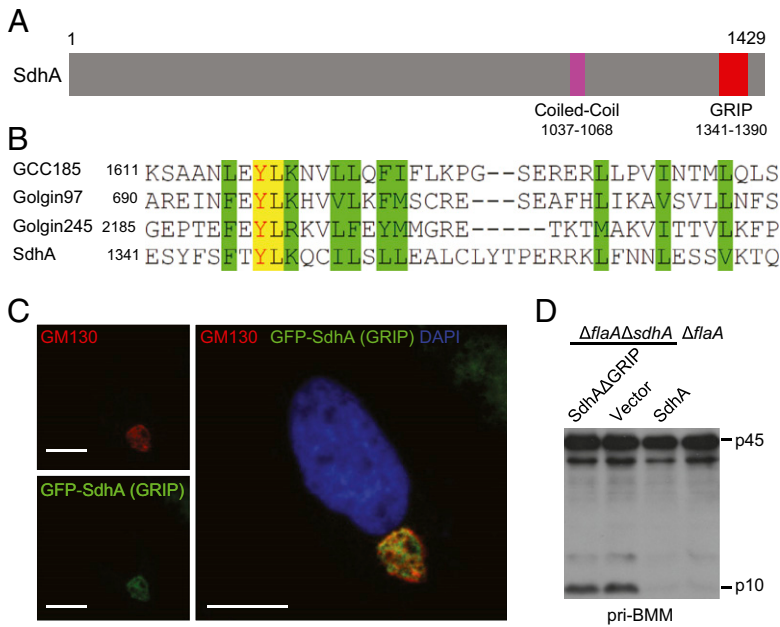 A
1 1429
SdhA
Coiled-Coil GRIP
1037-1068 1341-1390
B
GCC185 1611 KSAANLEYLKNVLLQFIFLKPG--SERERLLPVINTMLQLS
Golgin97 690 AREINFEYLKHVVLKFMSCRE---SEAFHLIKAVSVLLNFS
Golgin245 2185 GEPTEFEYLRKVLFEYMMGRE-----TKTMAKVITTVLKFP
SdhA 1341 ESYFSFTYLKQCILSLLEALCLYTPERRKLFNNLESSVKTQ
C
GM130
GFP-SdhA (GRIP)
GM130 GFP-SdhA (GRIP) DAPI
D
ΔflaAΔsdhA ΔflaA
SdhAΔGRIP Vector SdhA
p45
p10
pri-BMM